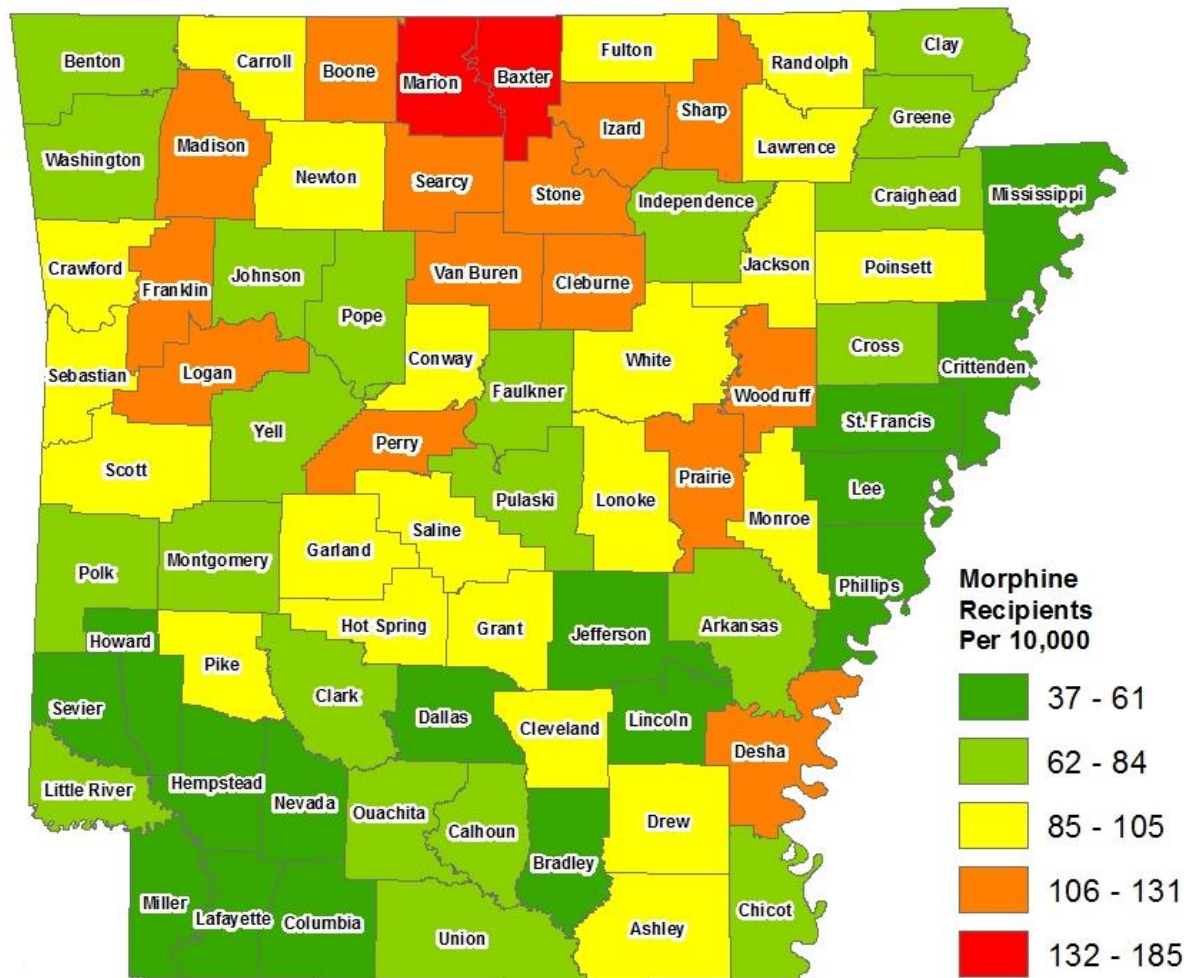 Benton
Carroll
Boone
Marion
Baxter
Fulton
Randolph
Clay
Washington
Madison
Newton
Searcy
Stone
Izard
Sharp
Lawrence
Greene
Independence
Craighead
Mississippi
Crawford
Franklin
Johnson
Pope
Van Buren
Cleburne
Jackson
Poinsett
Sebastian
Logan
Conway
Faulkner
White
Woodruff
Cross
Crittenden
Scott
Yell
Perry
Pulaski
Lonoke
Prairie
St. Francis
Lee
Monroe
Polk
Montgomery
Garland
Saline
Phillips
Howard
Pike
Hot Spring
Grant
Jefferson
Arkansas
Sevier
Clark
Dallas
Cleveland
Lincoln
Desha
Little River
Hempstead
Nevada
Ouachita
Calhoun
Bradley
Drew
Miller
Lafayette
Columbia
Union
Ashley
Chicot
Morphine
Recipients
Per 10,000
37 - 61
62 - 84
85 - 105
106 - 131
132 - 185